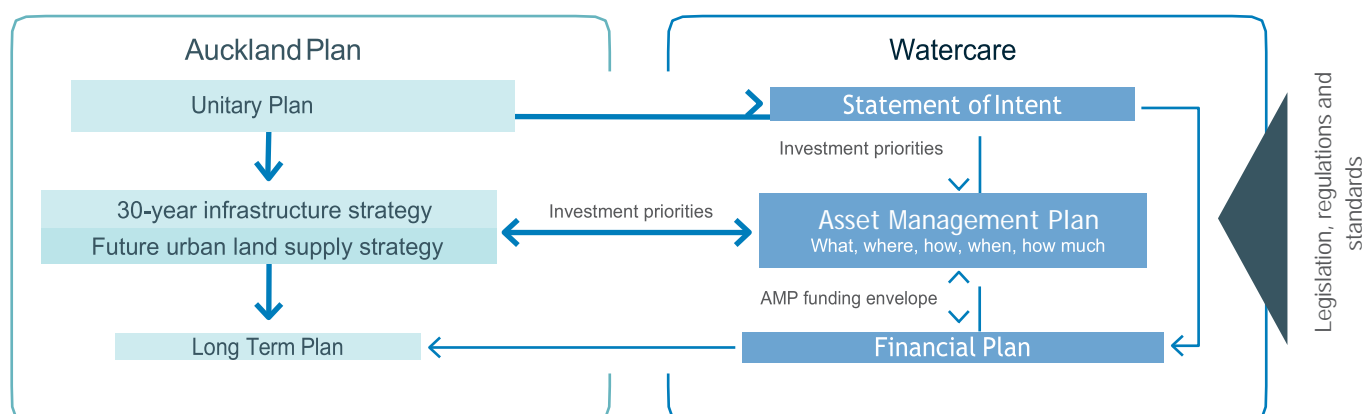 Auckland Plan
Unitary Plan
30-year infrastructure strategy
Future urban land supply strategy
Long Term Plan
Investment priorities
Watercare
Statement of Intent
Investment priorities
Asset Management Plan
What, where, how, when, how much
AMP funding envelope
Financial Plan
Legislation, regulations and
standards